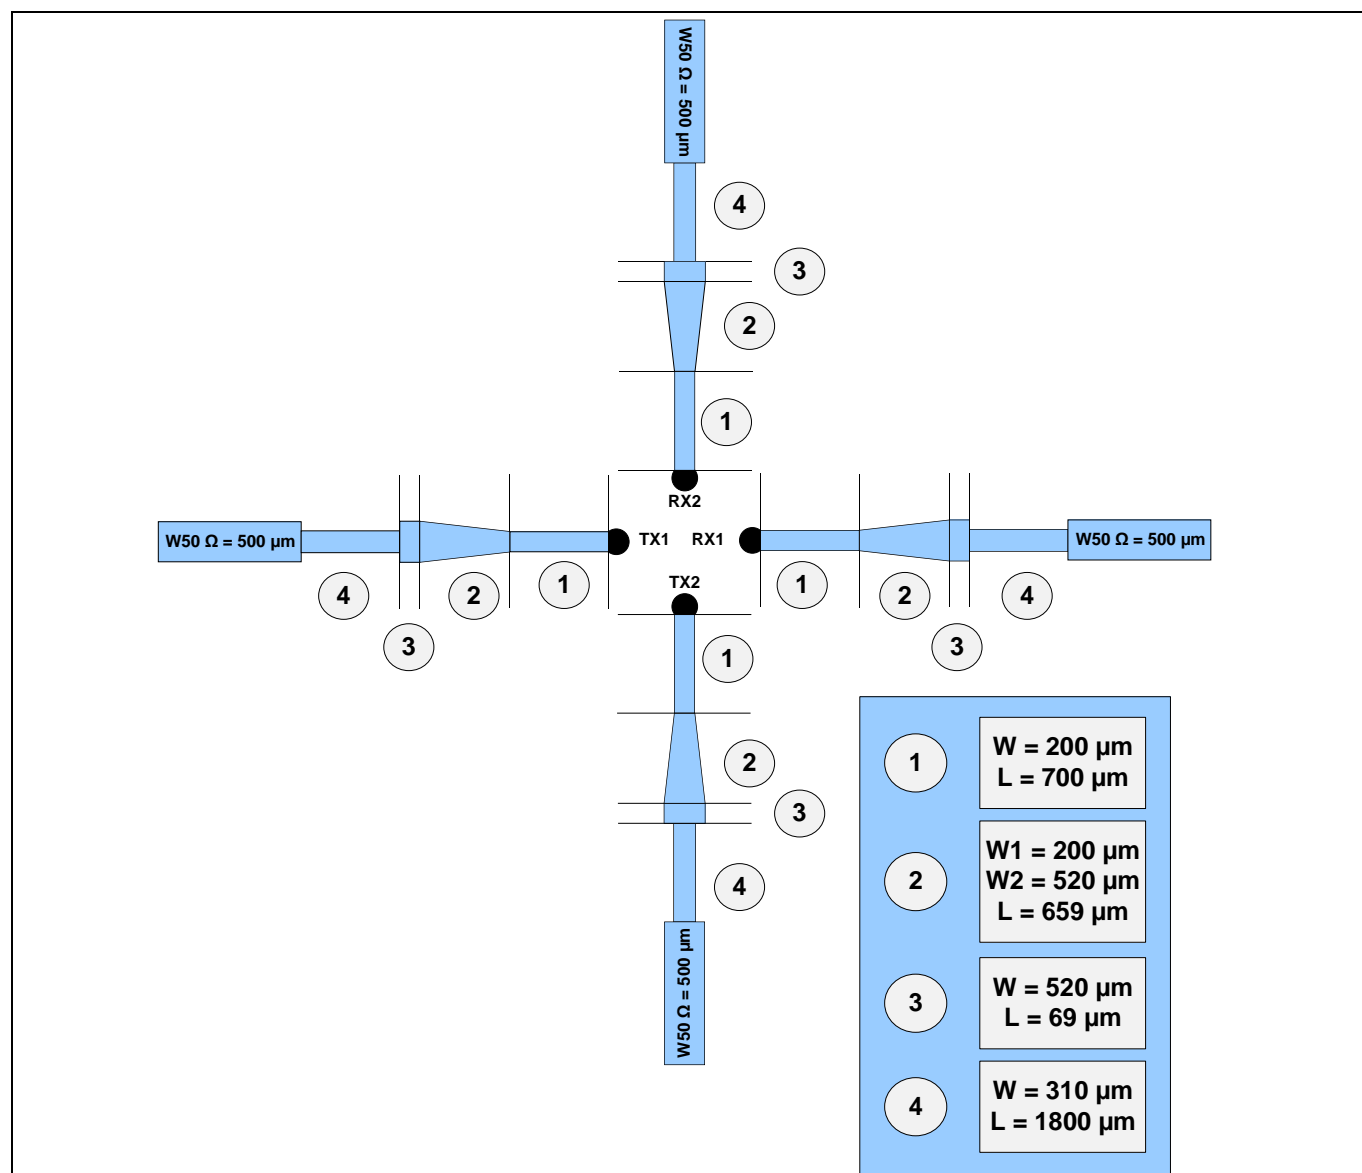 W50 Ω = 500 µm
4
3
2
1
RX2
W50 Ω = 500 µm
TX1
RX1
W50 Ω = 500 µm
4
2
1
TX2
1
2
4
3
3
1
2
3
4
W50 Ω = 500 µm
1
W = 200 µm
L = 700 µm
2
W1 = 200 µm
W2 = 520 µm
L = 659 µm
3
W = 520 µm
L = 69 µm
4
W = 310 µm
L = 1800 µm